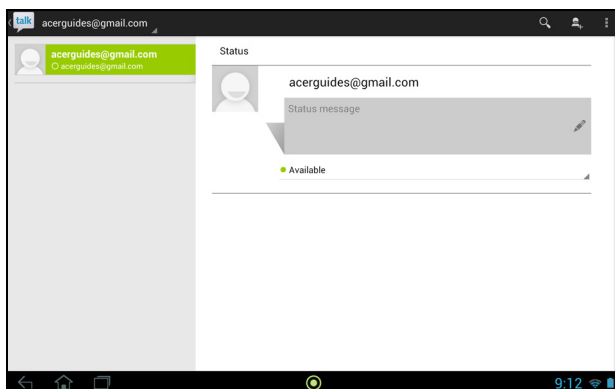 talk acerguides@gmail.com
acerguides@gmail.com
acerguides@gmail.com
Status
acerguides@gmail.com
Status message
Available
9:12